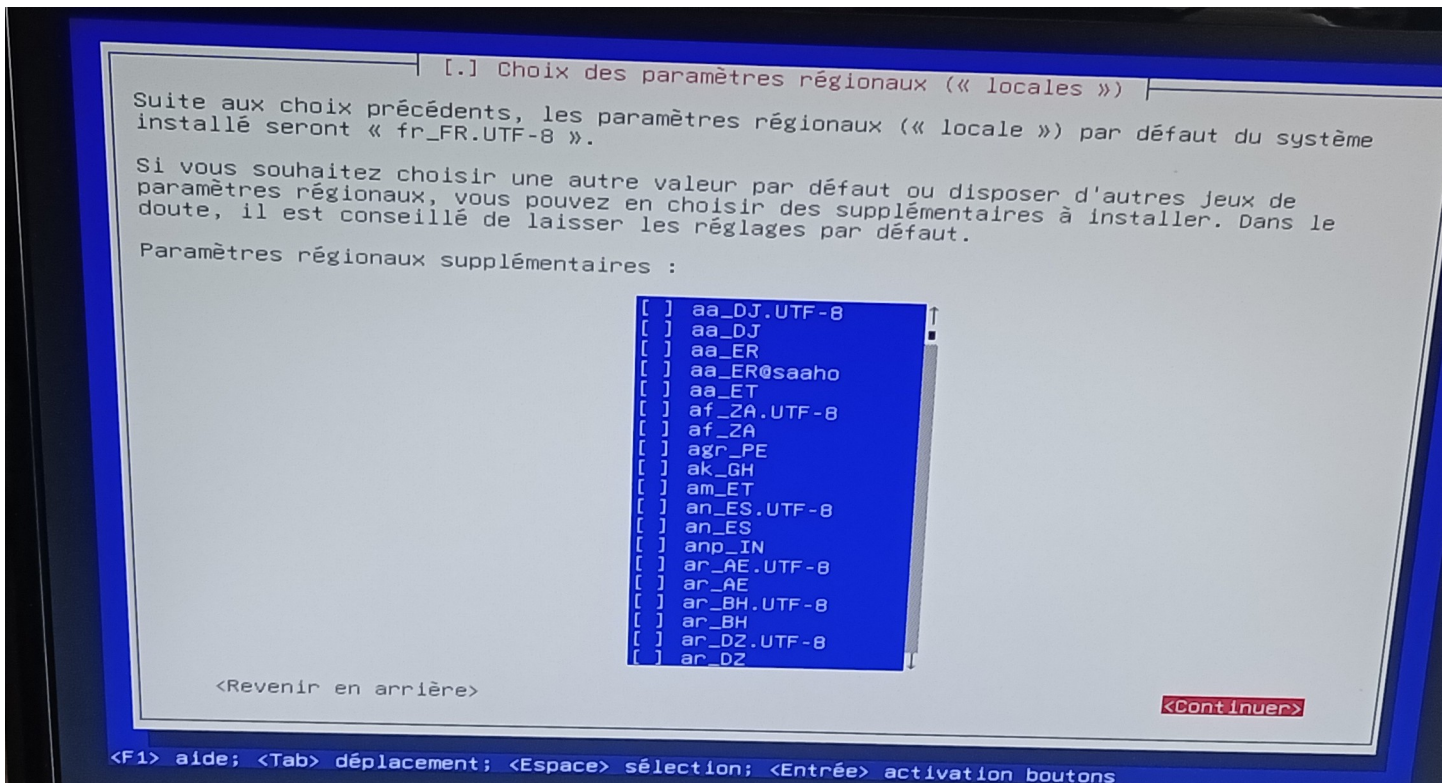 [.] Choix des paramètres régionaux (« locales »)
Suite aux choix précédents, les paramètres régionaux (« locale ») par défaut du système
installé seront « fr_FR.UTF-8 ».
Si vous souhaitez choisir une autre valeur par défaut ou disposer d'autres jeux de
paramètres régionaux, vous pouvez en choisir des supplémentaires à installer. Dans le
doute, il est conseillé de laisser les réglages par défaut.
Paramètres régionaux supplémentaires :
[ ] aa_DJ.UTF-8
[ ] aa_DJ
[ ] aa_ER
[ ] aa_ER@saaho
[ ] aa_ET
[ ] af_ZA.UTF-8
[ ] af_ZA
[ ] agr_PE
[ ] ak_GH
[ ] am_ET
[ ] an_ES.UTF-8
[ ] an_ES
[ ] anp_IN
[ ] ar_AE.UTF-8
[ ] ar_AE
[ ] ar_BH.UTF-8
[ ] ar_BH
[ ] ar_DZ.UTF-8
[ ] ar_DZ
<Revenir en arrière> <Continuer>
<F1> aide; <Tab> déplacement; <Espace> sélection; <Entrée> activation boutons